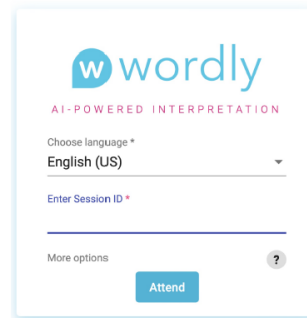 w wordly
AI-POWERED INTERPRETATION
Choose language *
English (US)
Enter Session ID *
More options
?
Attend